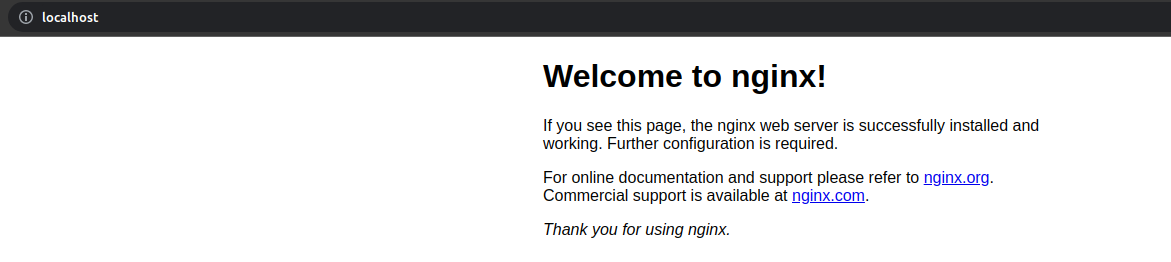 localhost
Welcome to nginx!
If you see this page, the nginx web server is successfully installed and
working. Further configuration is required.
For online documentation and support please refer to nginx.org.
Commercial support is available at nginx.com.
Thank you for using nginx.